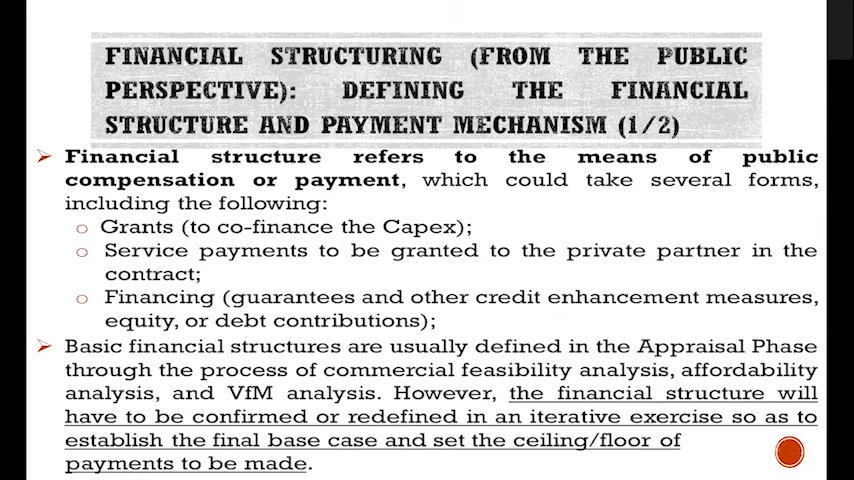 FINANCIAL STRUCTURING (FROM THE PUBLIC
PERSPECTIVE): DEFINING THE FINANCIAL
STRUCTURE AND PAYMENT MECHANISM (1/2)
➢ Financial structure refers to the means of public
compensation or payment, which could take several forms,
including the following:
o Grants (to co-finance the Capex);
o Service payments to be granted to the private partner in the
contract;
o Financing (guarantees and other credit enhancement measures,
equity, or debt contributions);
➢ Basic financial structures are usually defined in the Appraisal Phase
through the process of commercial feasibility analysis, affordability
analysis, and VfM analysis. However, the financial structure will
have to be confirmed or redefined in an iterative exercise so as to
establish the final base case and set the ceiling/floor of
payments to be made.